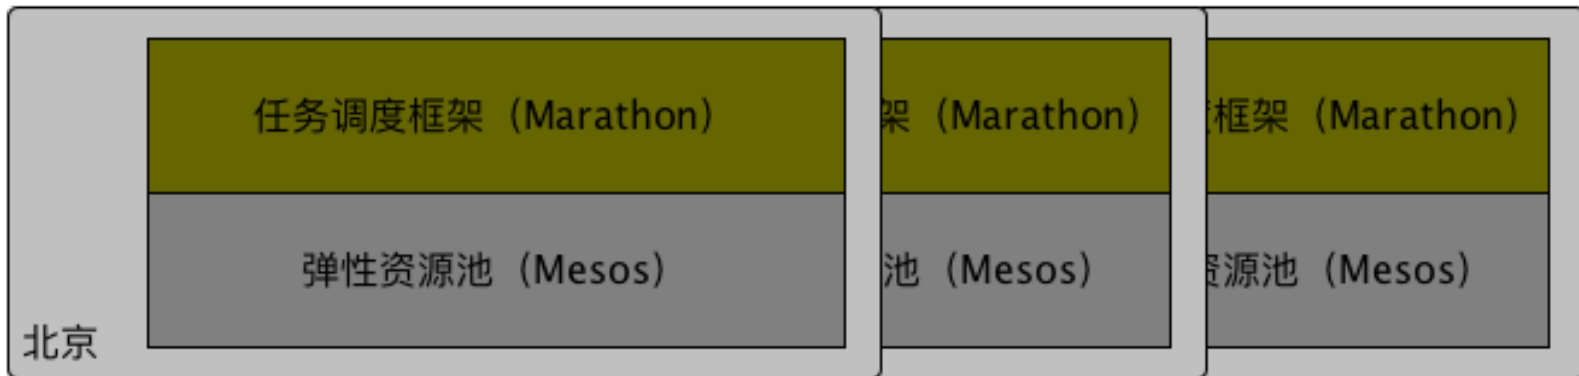 任务调度框架（Marathon）
架（Marathon）
框架（Marathon）
弹性资源池（Mesos）
池（Mesos）
资源池（Mesos）
北京